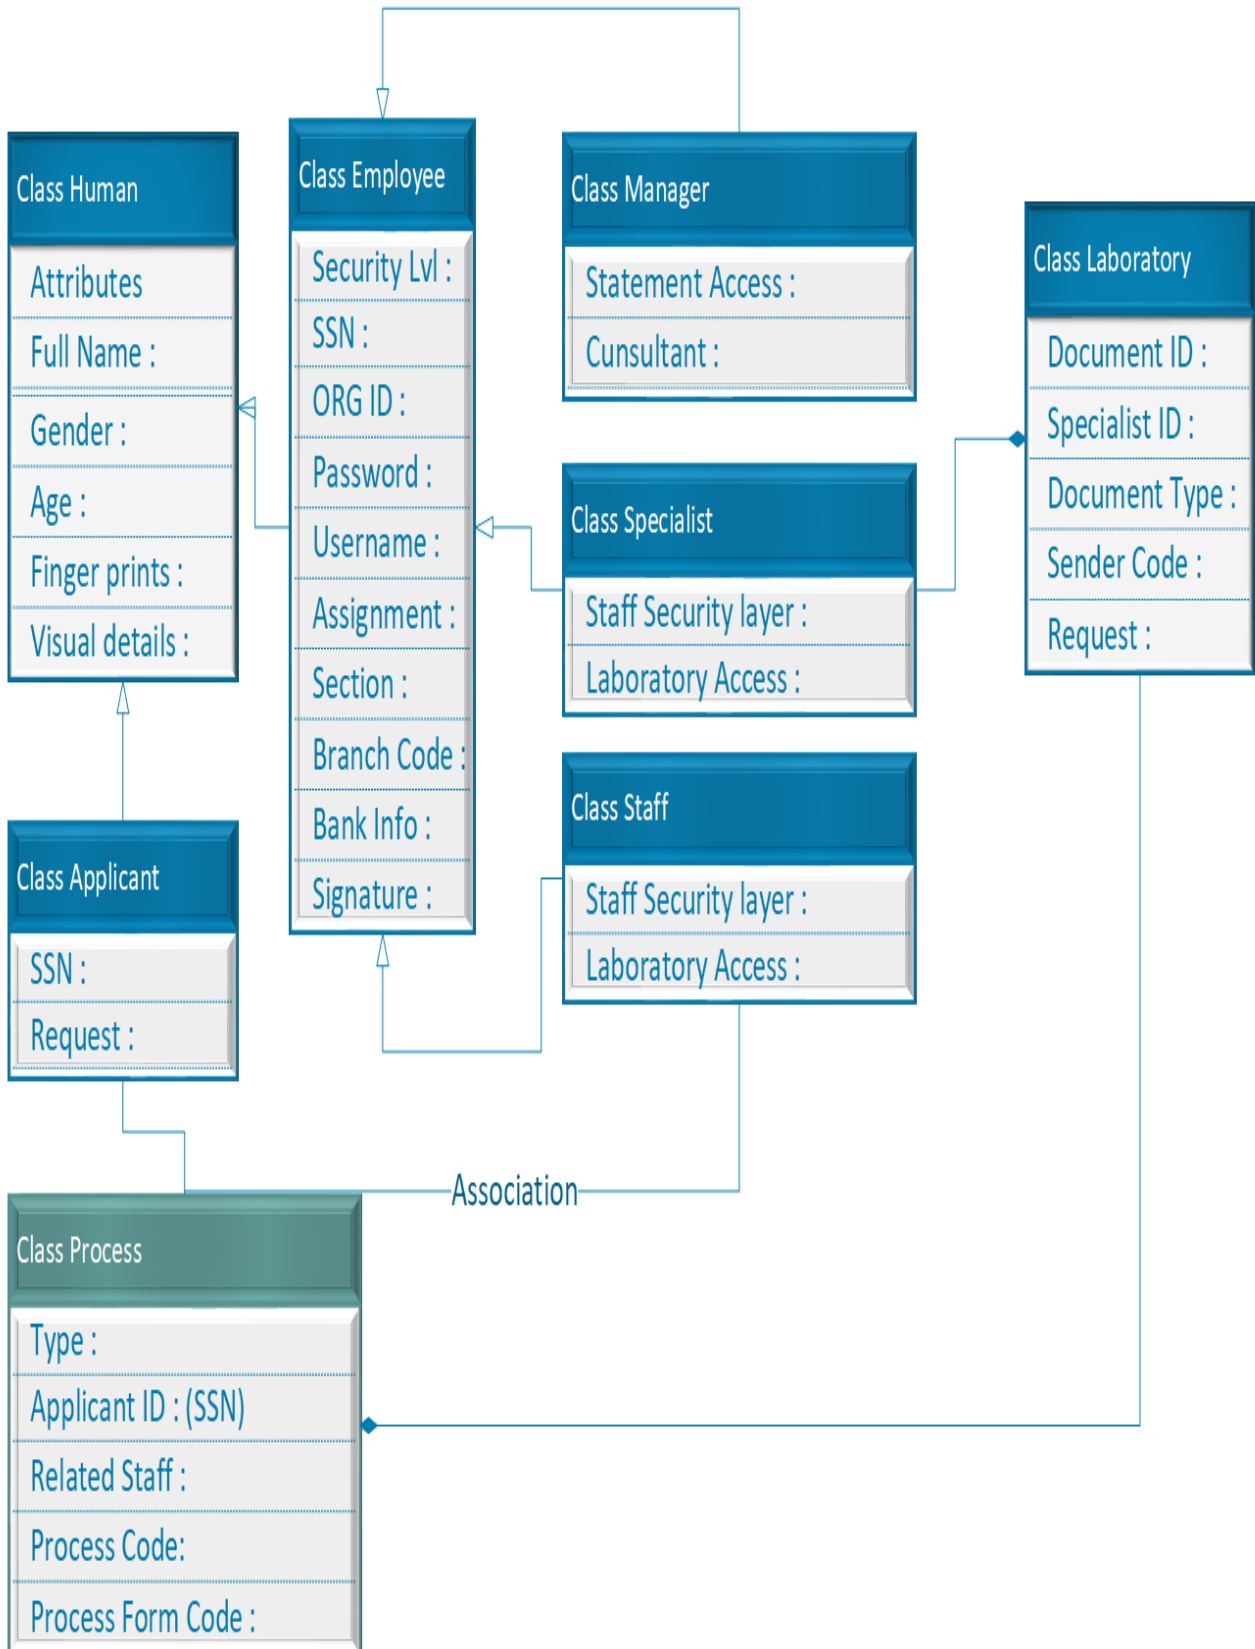 Class Human
Attributes
Full Name :
Gender :
Age :
Finger prints :
Visual details :
Class Employee
Security Lvl :
SSN :
ORG ID :
Password :
Username :
Assignment :
Section :
Branch Code :
Bank Info :
Signature :
Class Manager
Statement Access :
Cunsultant :
Class Specialist
Staff Security layer :
Laboratory Access :
Class Staff
Staff Security layer :
Laboratory Access :
Class Laboratory
Document ID :
Specialist ID :
Document Type :
Sender Code :
Request :
Class Applicant
SSN :
Request :
Association
Class Process
Type :
Applicant ID : (SSN)
Related Staff :
Process Code:
Process Form Code :